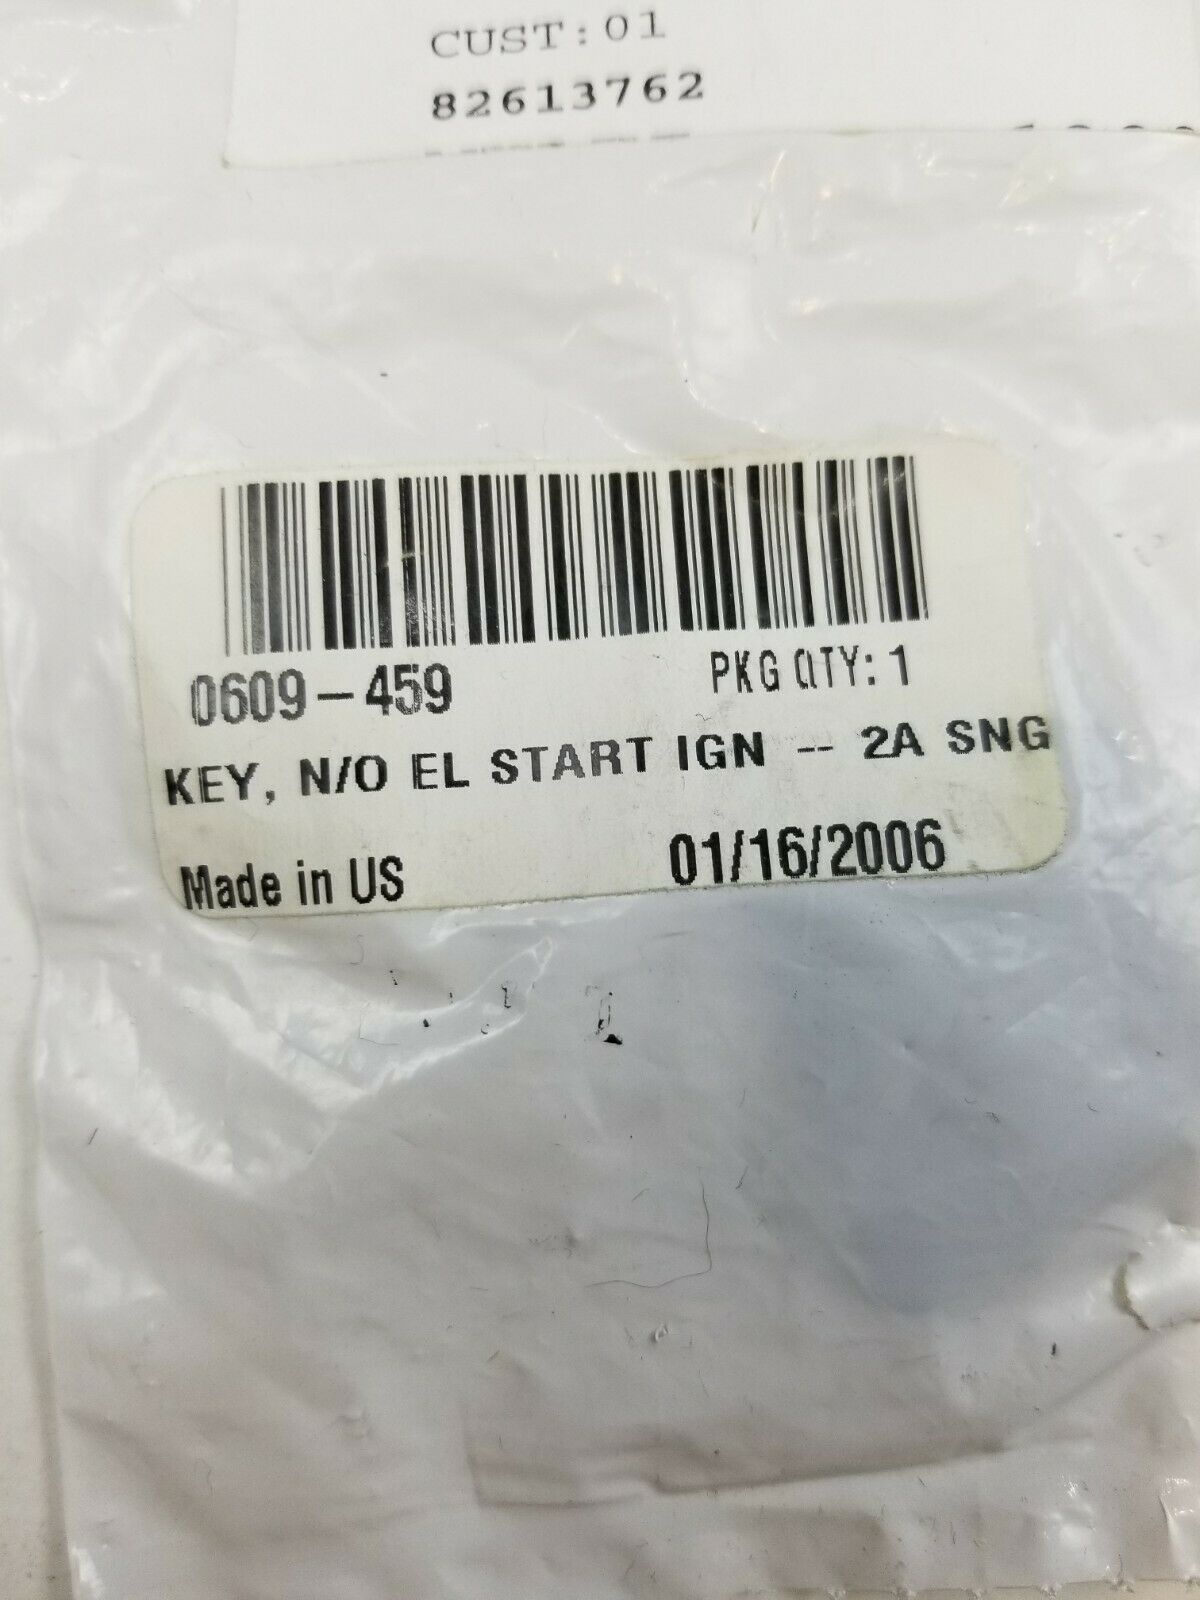 CUST:01
82613762
0609-459 PKG QTY: 1
KEY, N/O EL START IGN -- 2A SNG
Made in US 01/16/2006